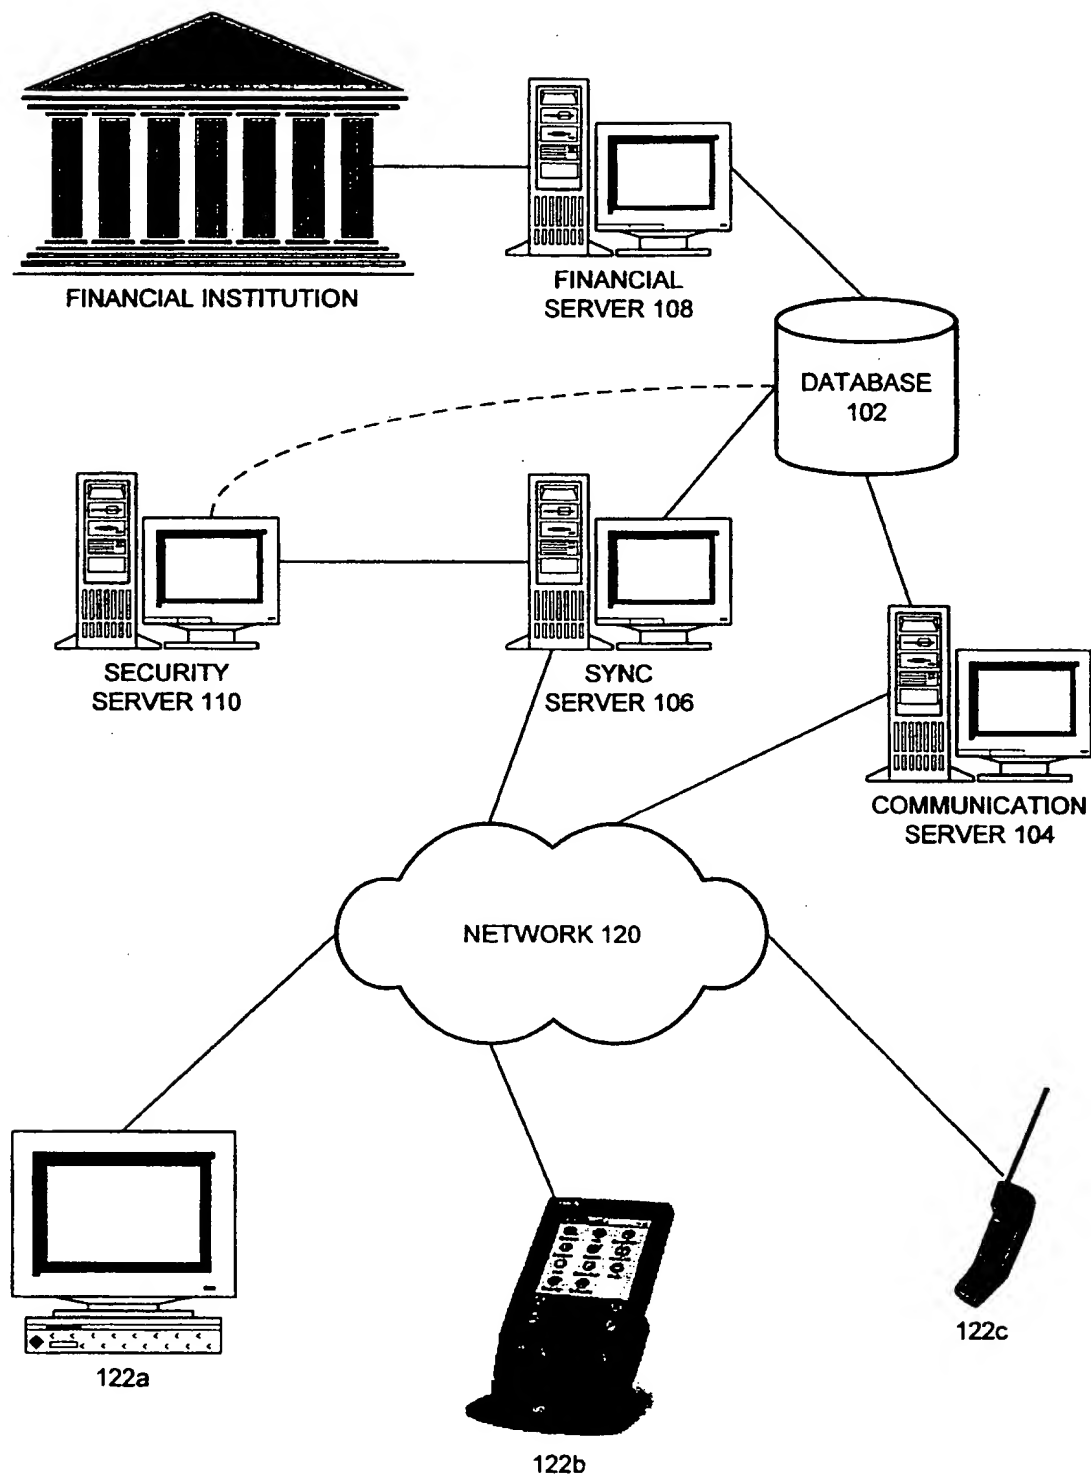 FINANCIAL INSTITUTION
FINANCIAL
SERVER 108
DATABASE
102
SECURITY
SERVER 110
SYNC
SERVER 106
COMMUNICATION
SERVER 104
NETWORK 120
122a
122b
122c